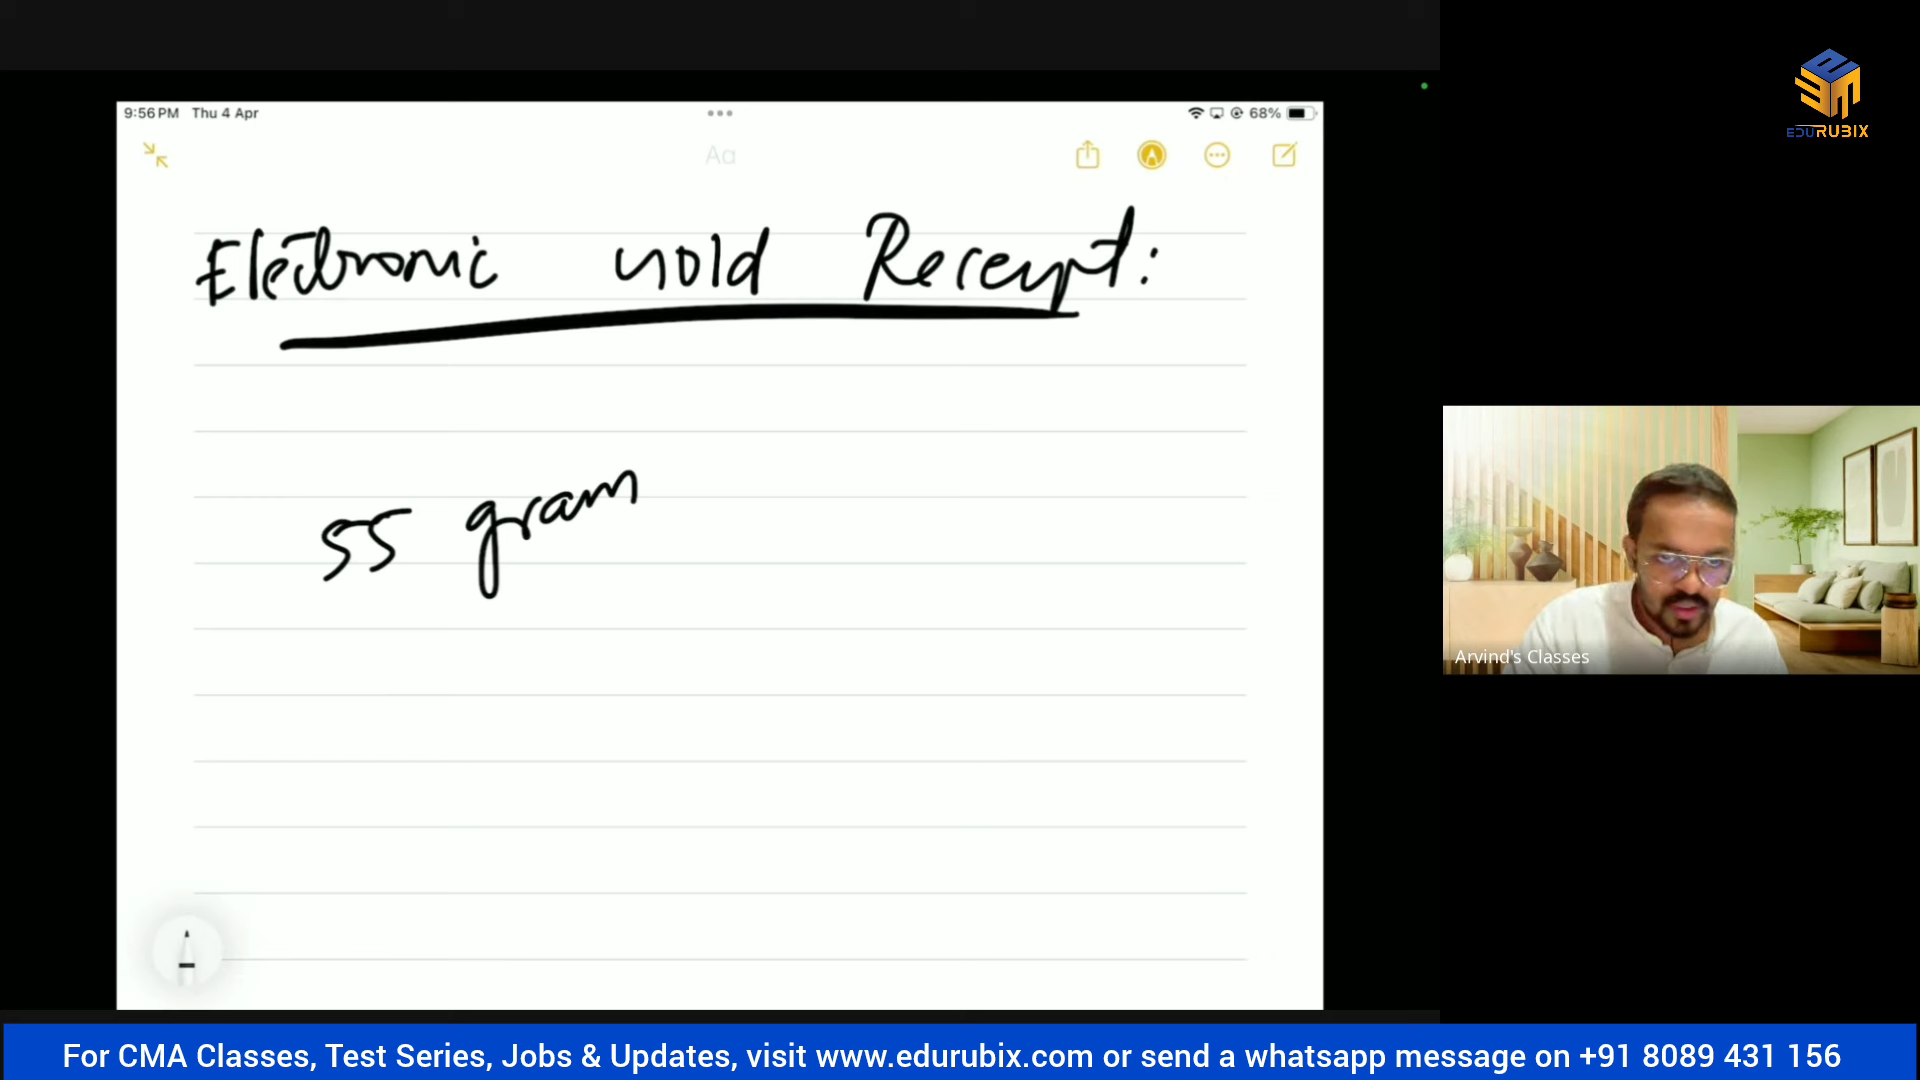 9:56 PM Thu 4 Apr
68%
Aa
EDURUBIX
Electronic Gold Receipt:
55 gram
Arvind's Classes
For CMA Classes, Test Series, Jobs & Updates, visit www.edurubix.com or send a whatsapp message on +91 8089 431 156